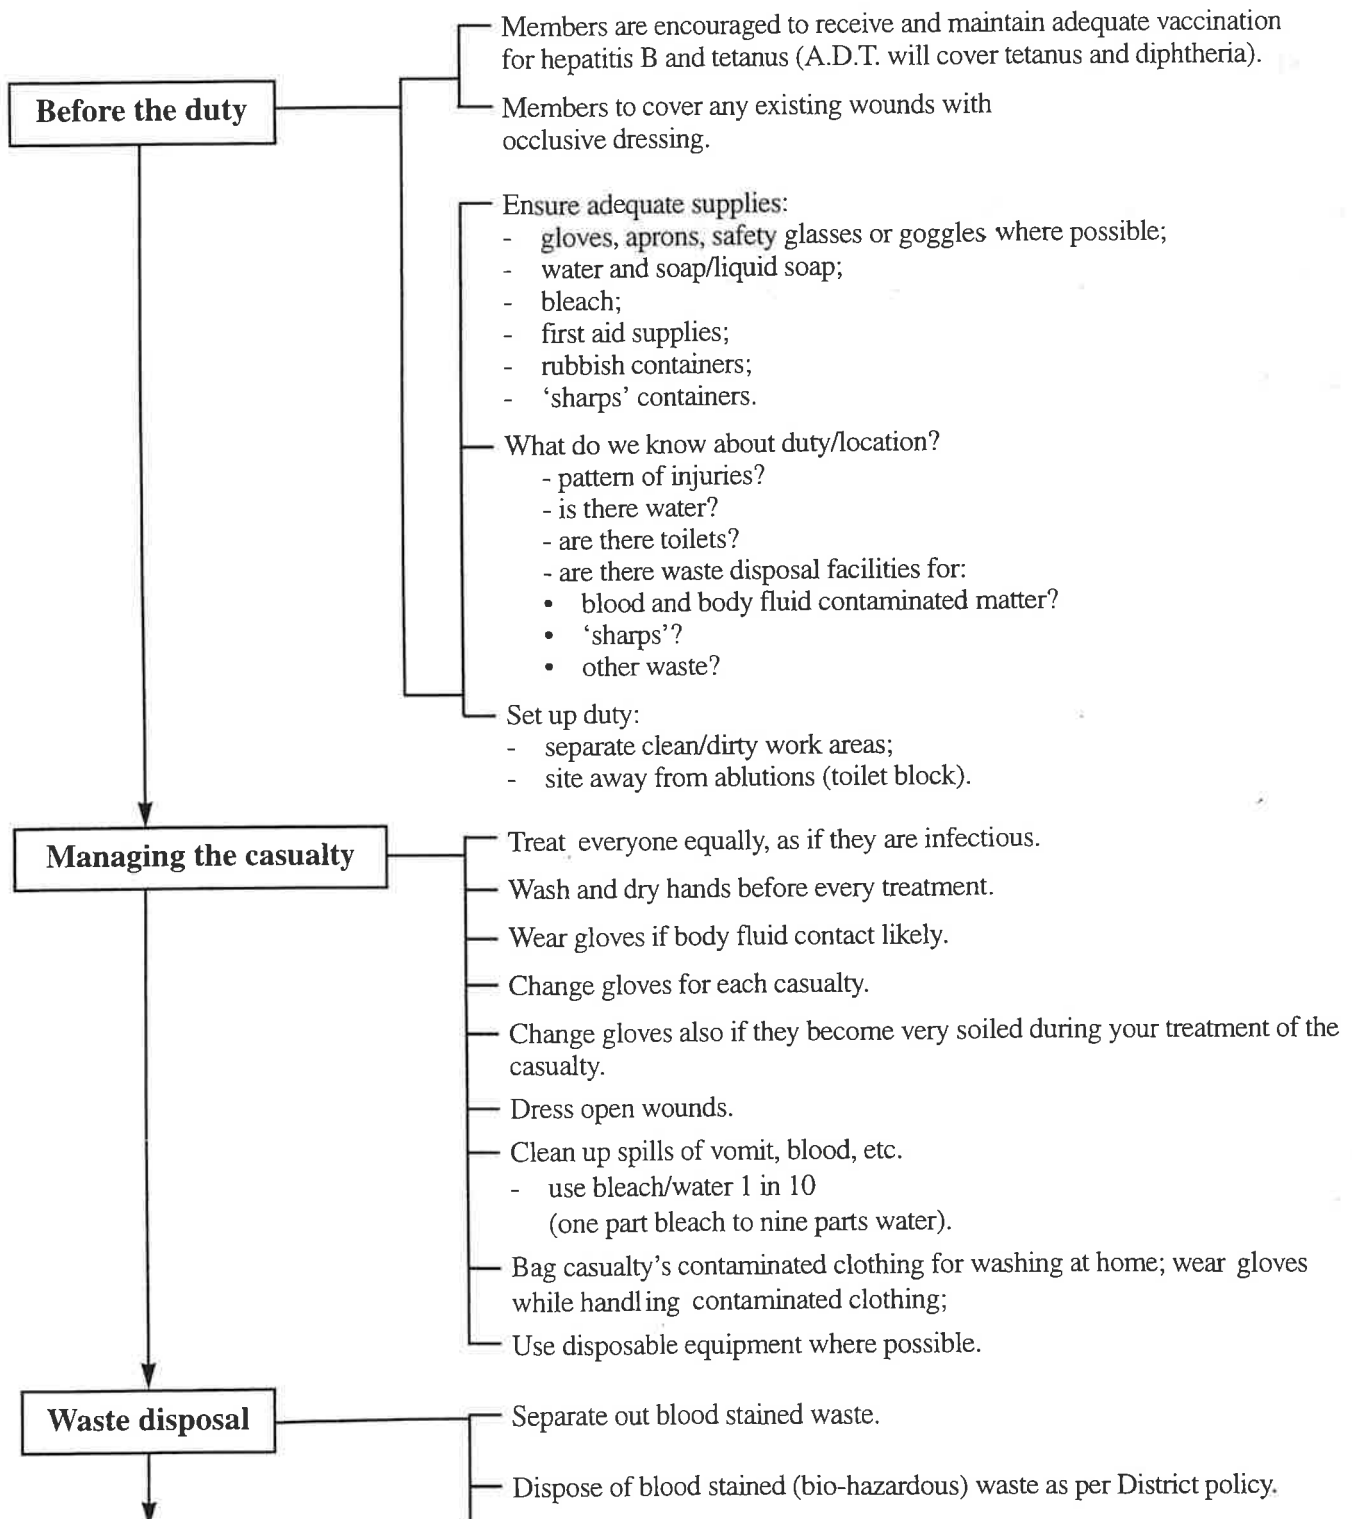 Members are encouraged to receive and maintain adequate vaccination
for hepatitis B and tetanus (A.D.T. will cover tetanus and diphtheria).
Before the duty
Members to cover any existing wounds with
occlusive dressing.
Ensure adequate supplies:
- gloves, aprons, safety glasses or goggles where possible;
- water and soap/liquid soap;
- bleach;
- first aid supplies;
- rubbish containers;
- ‘sharps’ containers.
What do we know about duty/location?
- pattern of injuries?
- is there water?
- are there toilets?
- are there waste disposal facilities for:
• blood and body fluid contaminated matter?
• ‘sharps’?
• other waste?
Set up duty:
- separate clean/dirty work areas;
- site away from ablutions (toilet block).
Managing the casualty
Treat everyone equally, as if they are infectious.
Wash and dry hands before every treatment.
Wear gloves if body fluid contact likely.
Change gloves for each casualty.
Change gloves also if they become very soiled during your treatment of the
casualty.
Dress open wounds.
Clean up spills of vomit, blood, etc.
- use bleach/water 1 in 10
(one part bleach to nine parts water).
Bag casualty’s contaminated clothing for washing at home; wear gloves
while handling contaminated clothing;
Use disposable equipment where possible.
Waste disposal
Separate out blood stained waste.
Dispose of blood stained (bio-hazardous) waste as per District policy.